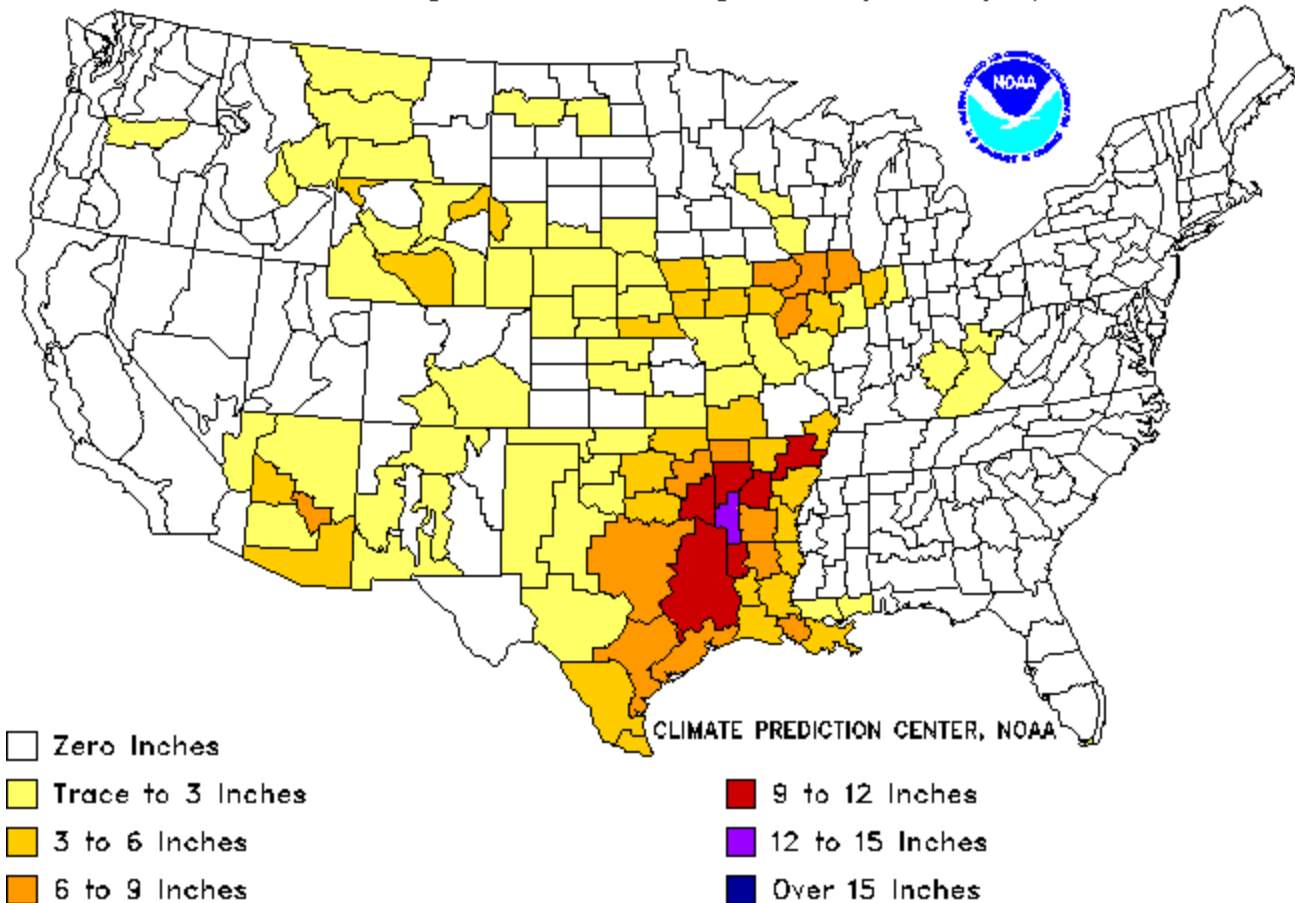 NOAA
CLIMATE PREDICTION CENTER, NOAA
Zero Inches
Trace to 3 Inches
3 to 6 Inches
6 to 9 Inches
9 to 12 Inches
12 to 15 Inches
Over 15 Inches